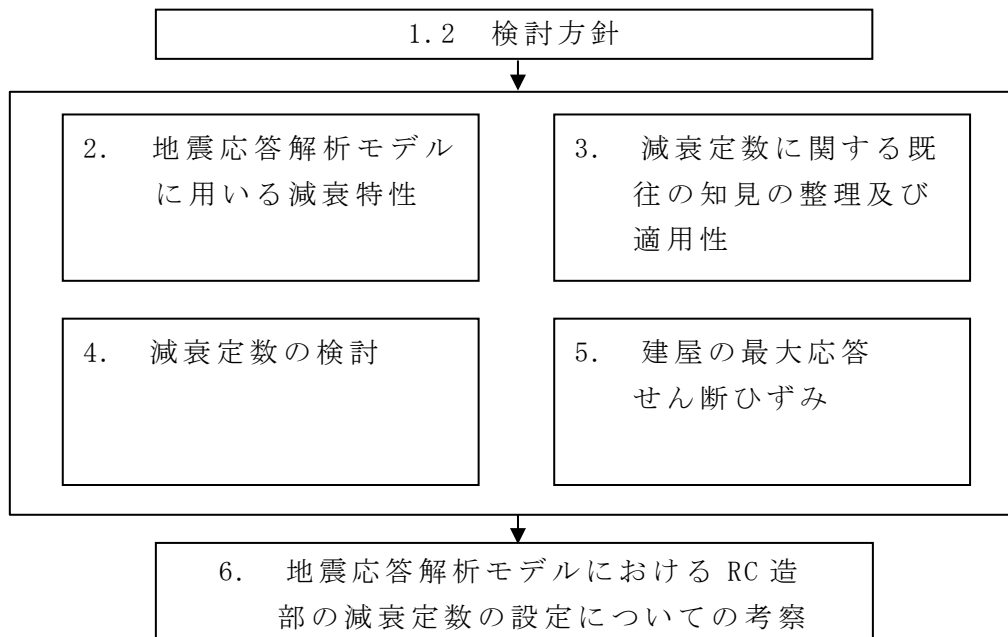 1.2 検討方針
2. 地震応答解析モデル
に用いる減衰特性
3. 減衰定数に関する既
往の知見の整理及び
適用性
4. 減衰定数の検討
5. 建屋の最大応答
せん断ひずみ
6. 地震応答解析モデルにおける RC 造
部の減衰定数の設定についての考察